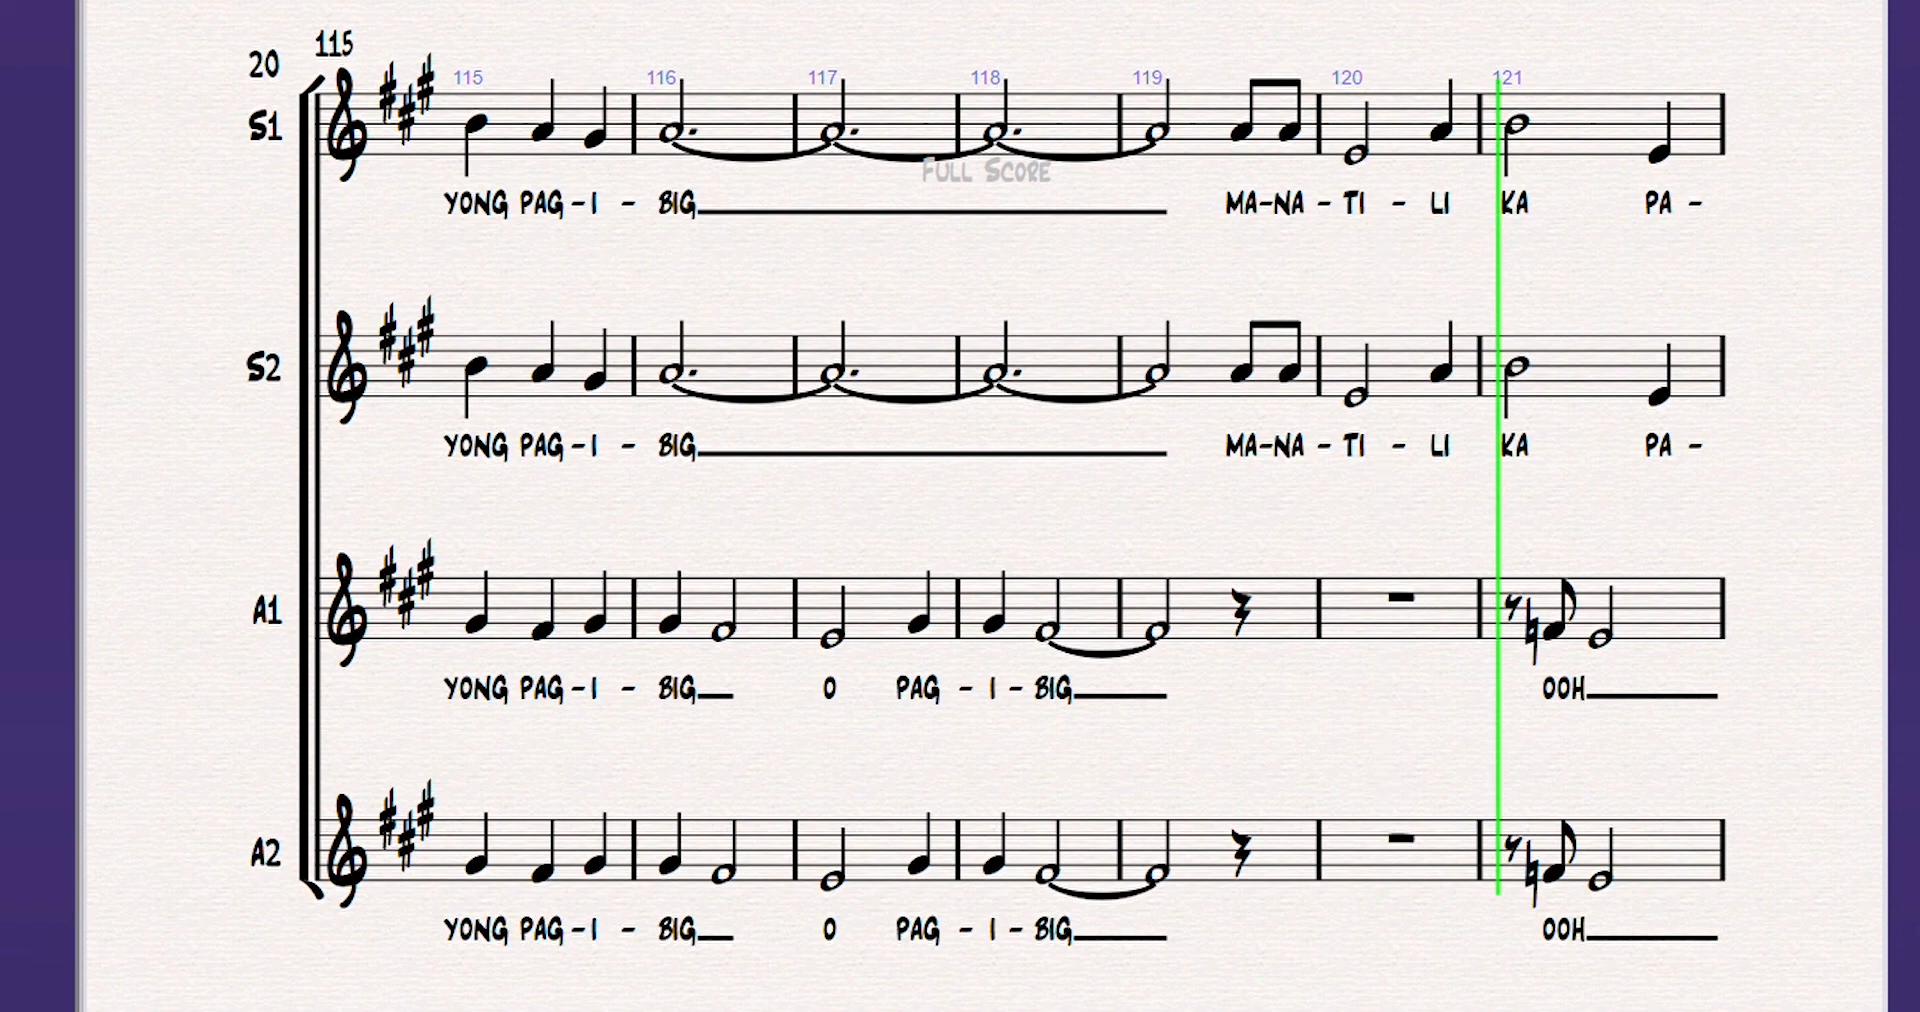 20 115
115 116 117 118 119 120 121
S1
FULL SCORE
YONG PAG - I - BIG MA-NA - TI - LI KA PA -
S2
YONG PAG - I - BIG MA-NA - TI - LI KA PA -
A1
YONG PAG - I - BIG O PAG - I - BIG OOH
A2
YONG PAG - I - BIG O PAG - I - BIG OOH